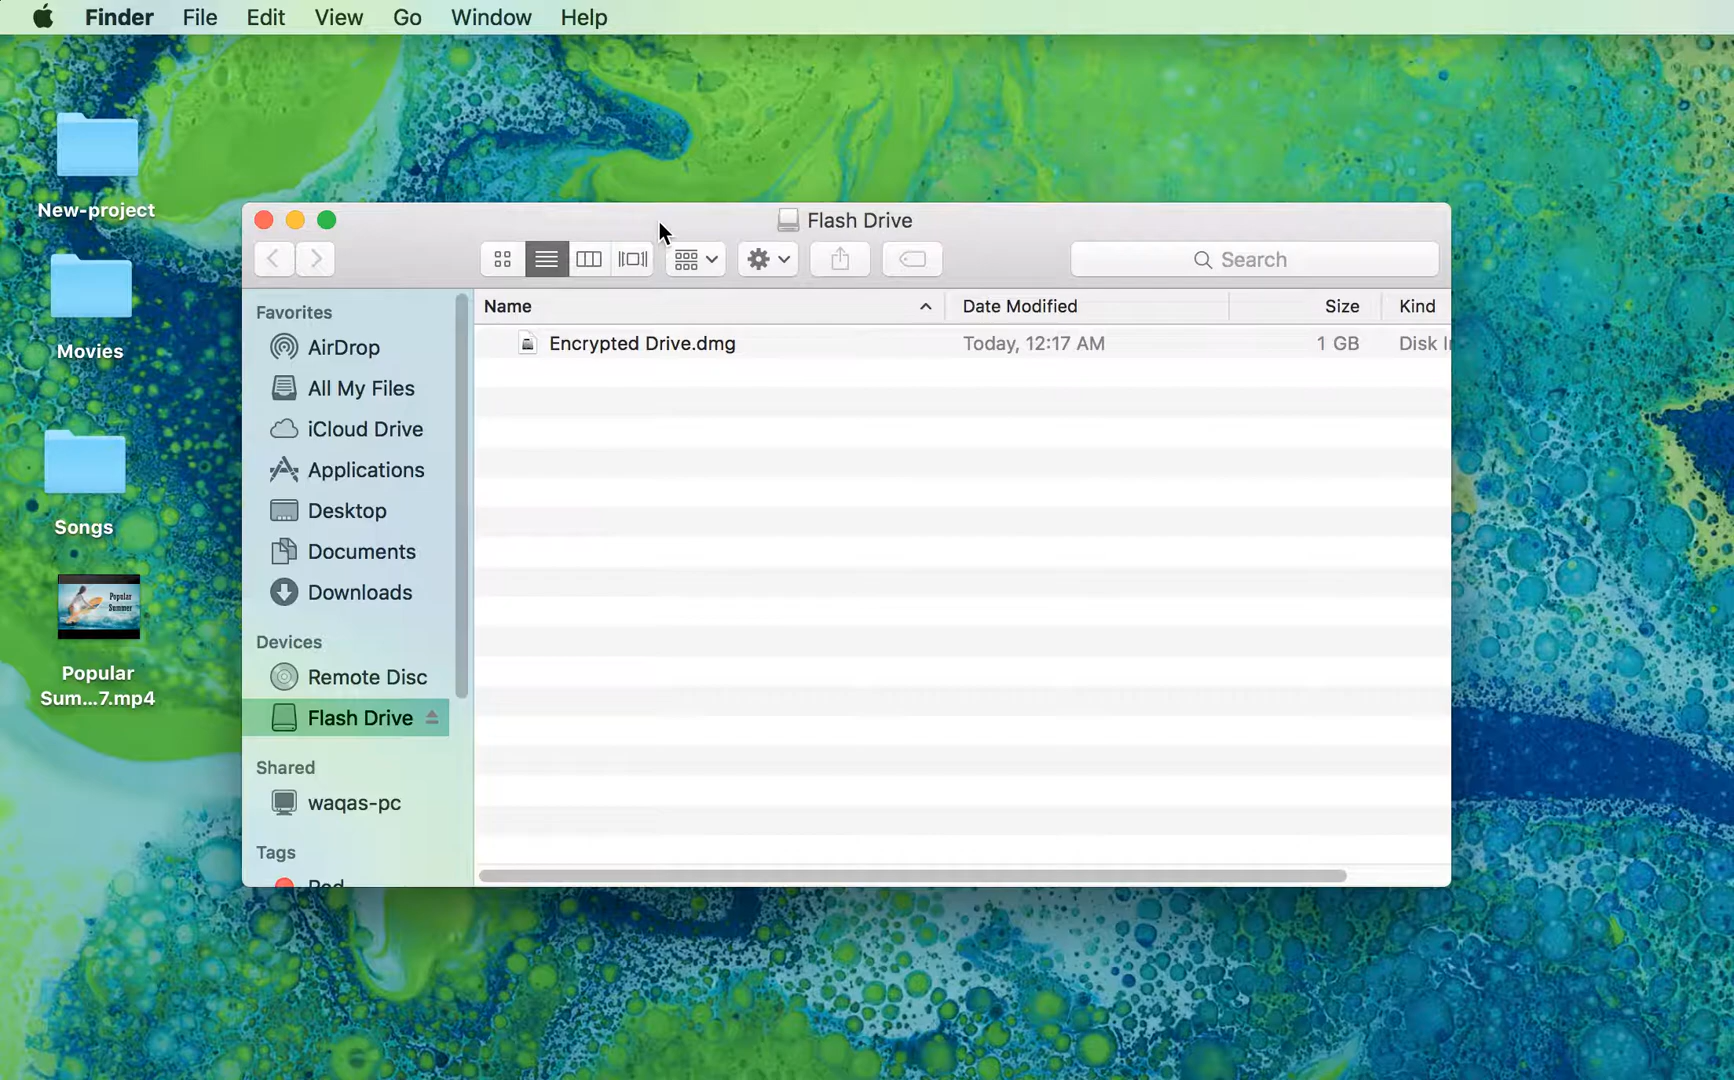 Finder File Edit View Go Window Help
New-project
Movies
Songs
Popular
Summer
Popular
Sum...7.mp4
Flash Drive
Search
Favorites
AirDrop
All My Files
iCloud Drive
Applications
Desktop
Documents
Downloads
Devices
Remote Disc
Flash Drive
Shared
waqas-pc
Tags
Red
Name Date Modified Size Kind
Encrypted Drive.dmg Today, 12:17 AM 1 GB Disk I